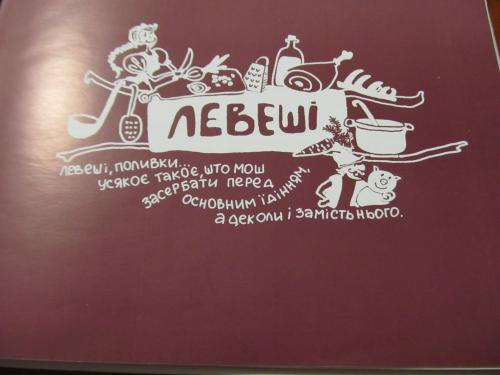 ЛЕВЕШІ
ЛЕВЕШІ, ПОЛИВКИ...
УСЯКОЄ ТАКОЄ, ШТО МОШ
ЗАСЕРБАТИ ПЕРЕД
ОСНОВНИМ ЇДІННЯМ,
А ДЕКОЛИ І ЗАМІСТЬ НЬОГО.